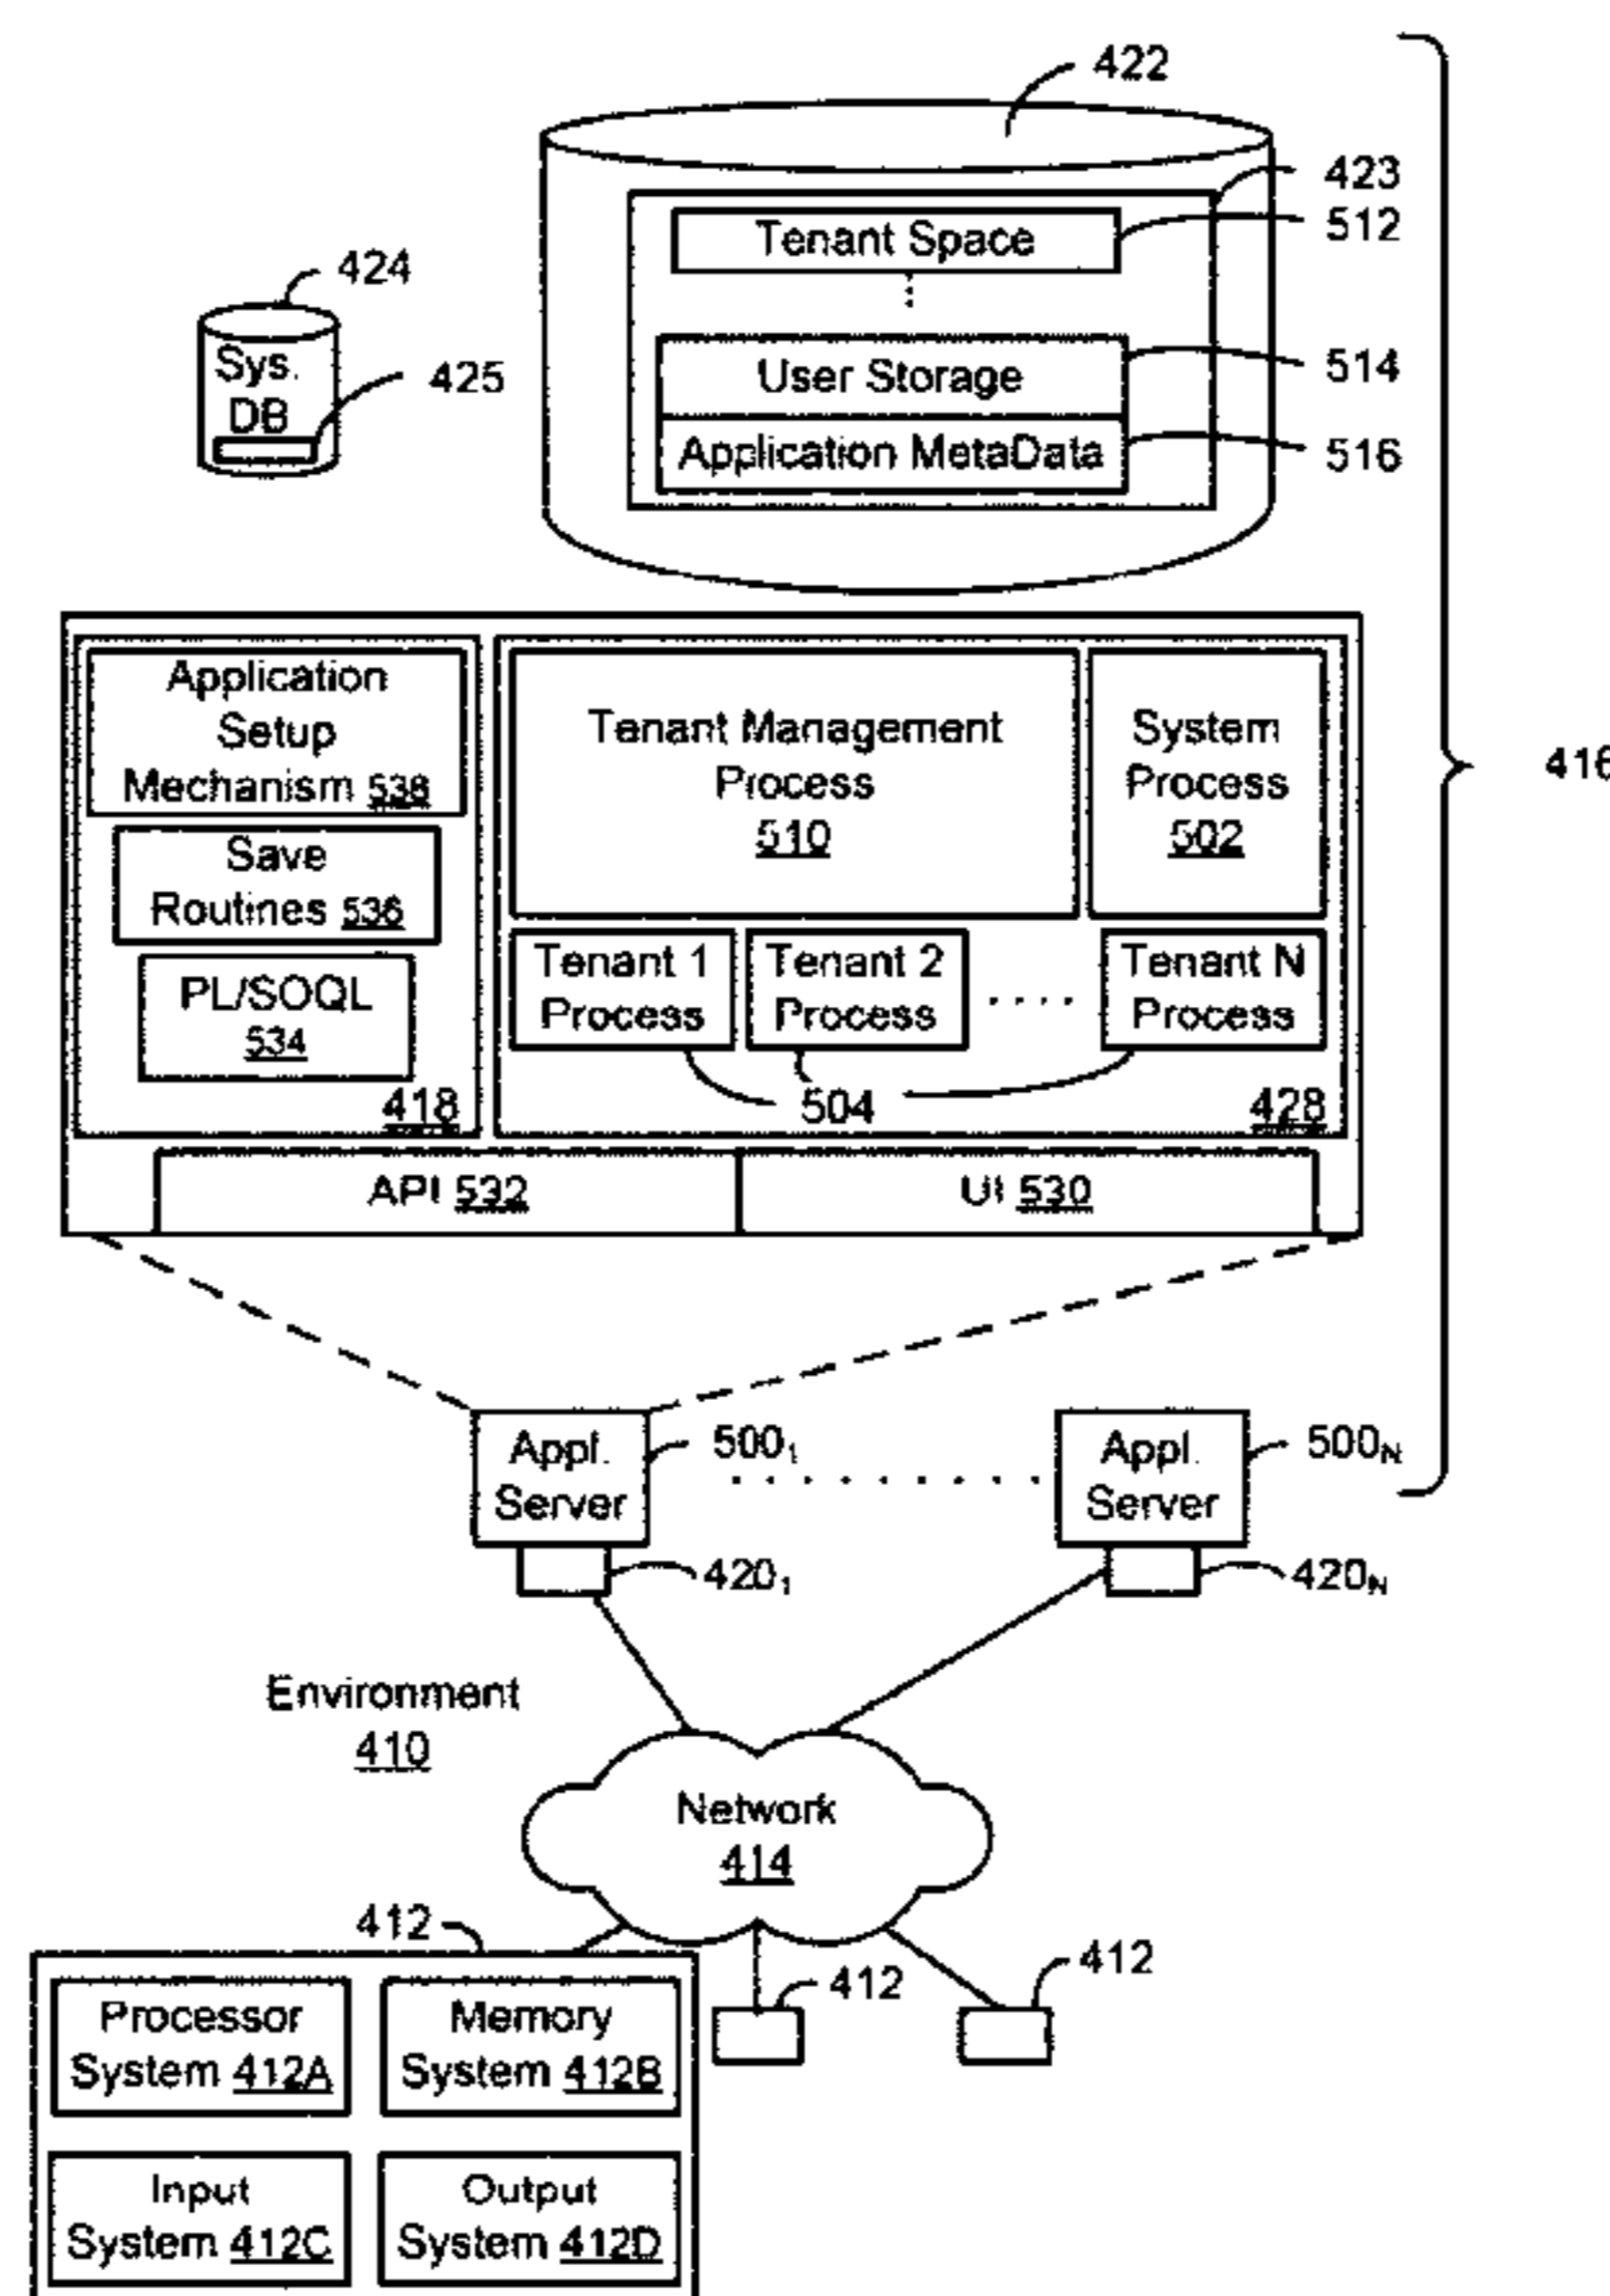 422
423
Tenant Space
512
424
Sys.
DB
425
User Storage
514
Application MetaData
516
Application
Setup
Mechanism 538
Save
Routines 536
PL/SOQL
534
418
Tenant Management
Process
510
System
Process
502
416
Tenant 1
Process
Tenant 2
Process
Tenant N
Process
504
428
API 532
UI 530
Appl.
Server
500₁
Appl.
Server
500N
420₁
420N
Environment
410
Network
414
412
412
412
Processor
System 412A
Memory
System 412B
Input
System 412C
Output
System 412D